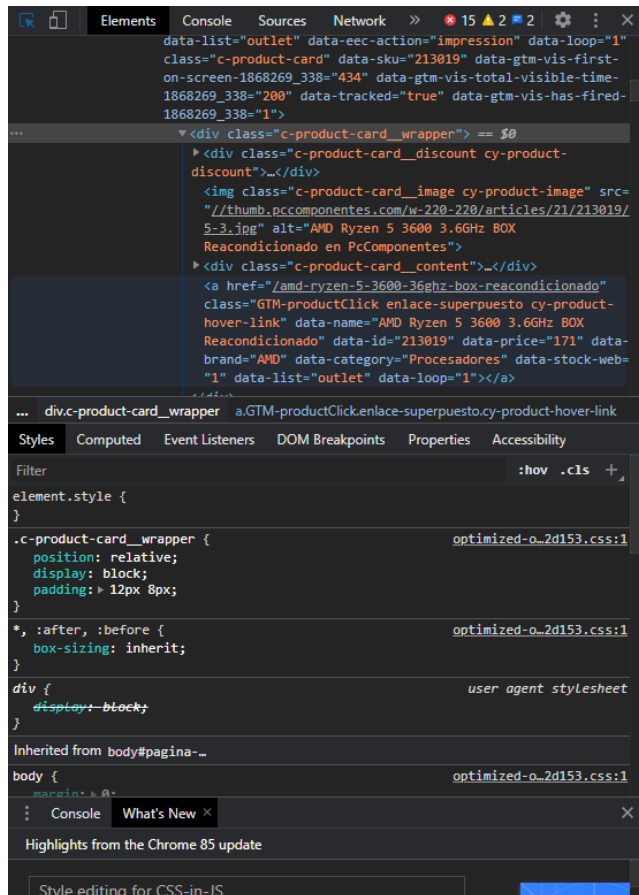 Elements Console Sources Network » 15 2 2
data-list="outlet" data-eec-action="impression" data-loop="1"
class="c-product-card" data-sku="213019" data-gtm-vis-first-
on-screen-1868269_338="434" data-gtm-vis-total-visible-time-
1868269_338="200" data-tracked="true" data-gtm-vis-has-fired-
1868269_338="1">
… ▼<div class="c-product-card__wrapper"> == $0
▶<div class="c-product-card__discount cy-product-
discount">…</div>
<img class="c-product-card__image cy-product-image" src=
"//thumb.pccomponentes.com/w-220-220/articles/21/213019/
5-3.jpg" alt="AMD Ryzen 5 3600 3.6GHz BOX
Reacondicionado en PcComponentes">
▶<div class="c-product-card__content">…</div>
<a href="/amd-ryzen-5-3600-36ghz-box-reacondicionado"
class="GTM-productClick enlace-superpuesto cy-product-
hover-link" data-name="AMD Ryzen 5 3600 3.6GHz BOX
Reacondicionado" data-id="213019" data-price="171" data-
brand="AMD" data-category="Procesadores" data-stock-web=
"1" data-list="outlet" data-loop="1"></a>
</div>
... div.c-product-card__wrapper a.GTM-productClick.enlace-superpuesto.cy-product-hover-link
Styles Computed Event Listeners DOM Breakpoints Properties Accessibility
Filter :hov .cls +
element.style {
}
.c-product-card__wrapper { optimized-o…2d153.css:1
position: relative;
display: block;
padding:▶ 12px 8px;
}
*, :after, :before { optimized-o…2d153.css:1
box-sizing: inherit;
}
div { user agent stylesheet
display: block;
}
Inherited from body#pagina-…
body { optimized-o…2d153.css:1
margin:▶ 0;
Console What's New ×
Highlights from the Chrome 85 update
Style editing for CSS-in-JS